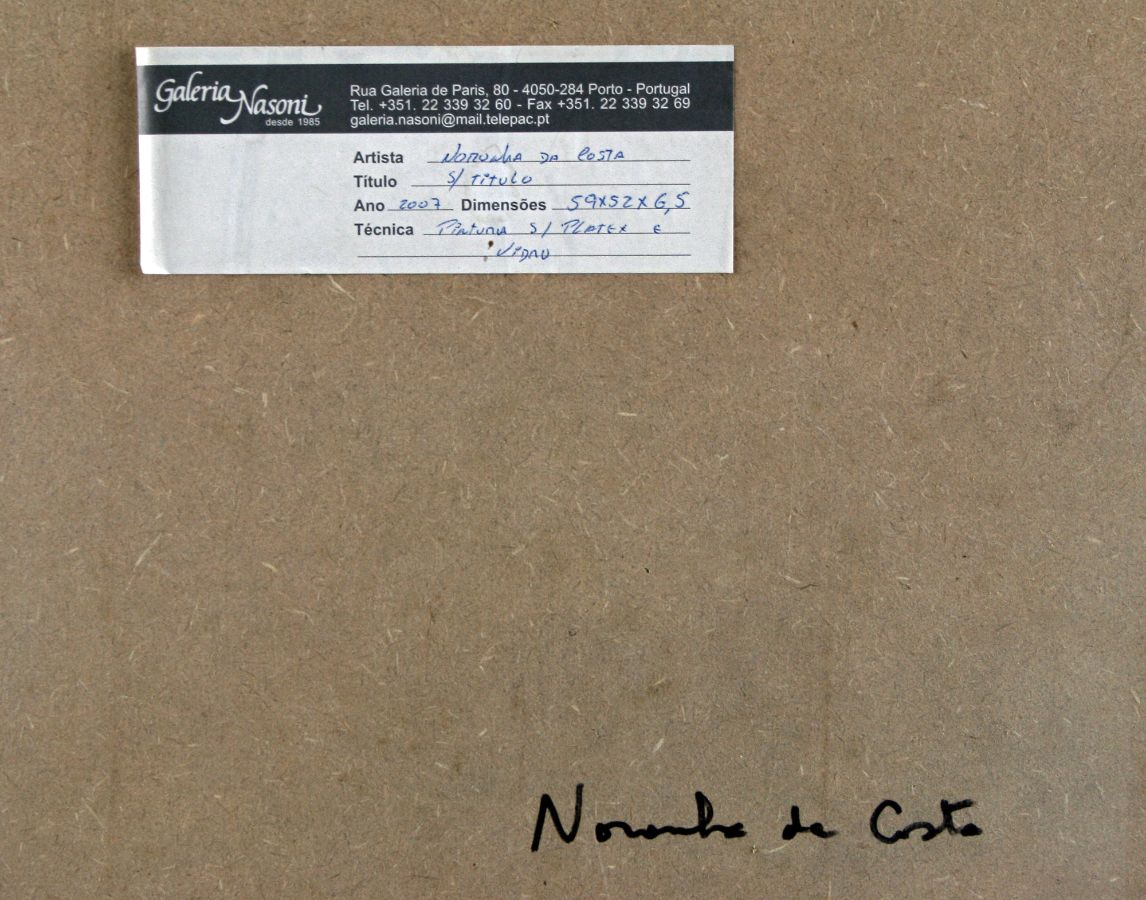 Galeria Nasoni
desde 1985
Rua Galeria de Paris, 80 - 4050-284 Porto - Portugal
Tel. +351. 22 339 32 60 - Fax +351. 22 339 32 69
galeria.nasoni@mail.telepac.pt
Artista NORONHA DA COSTA
Título S/ TÍTULO
Ano 2007 Dimensões 59x52x6,5
Técnica PINTURA S/ PLATEX E
VIDRO
Noronha da Costa